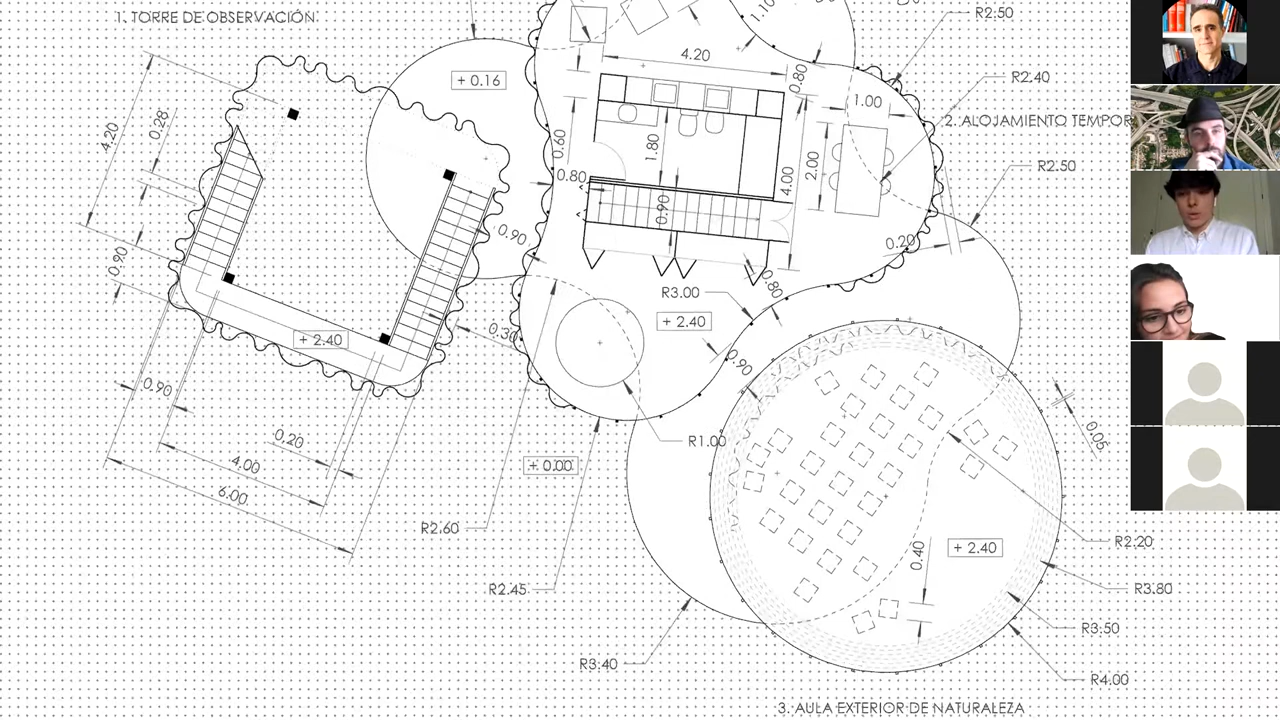 1. TORRE DE OBSERVACIÓN
1.10
R2.50
4.20
+ 0.16
0.80
R2.40
1.00
2. ALOJAMIENTO TEMPOR
4.20
0.28
0.60
1.80
2.00
R2.50
0.80
4.00
0.90
0.90
0.20
0.90
0.80
R3.00
+ 2.40
+ 2.40
0.30
0.90
0.90
R1.00
0.05
0.20
4.00
+ 0.00
6.00
R2.60
R2.20
0.40
+ 2.40
R2.45
R3.80
R3.50
R3.40
R4.00
3. AULA EXTERIOR DE NATURALEZA